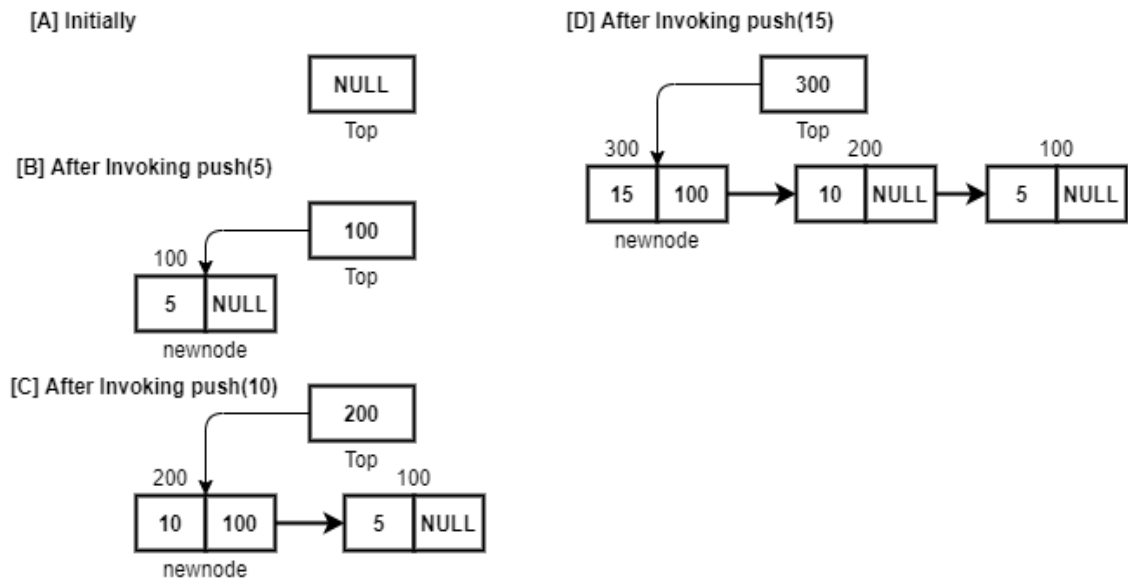 [A] Initially
NULL
Top
[B] After Invoking push(5)
100
Top
100
5 NULL
newnode
[C] After Invoking push(10)
200
Top
200 100
10 100 5 NULL
newnode
[D] After Invoking push(15)
300
Top
300 200 100
15 100 10 NULL 5 NULL
newnode